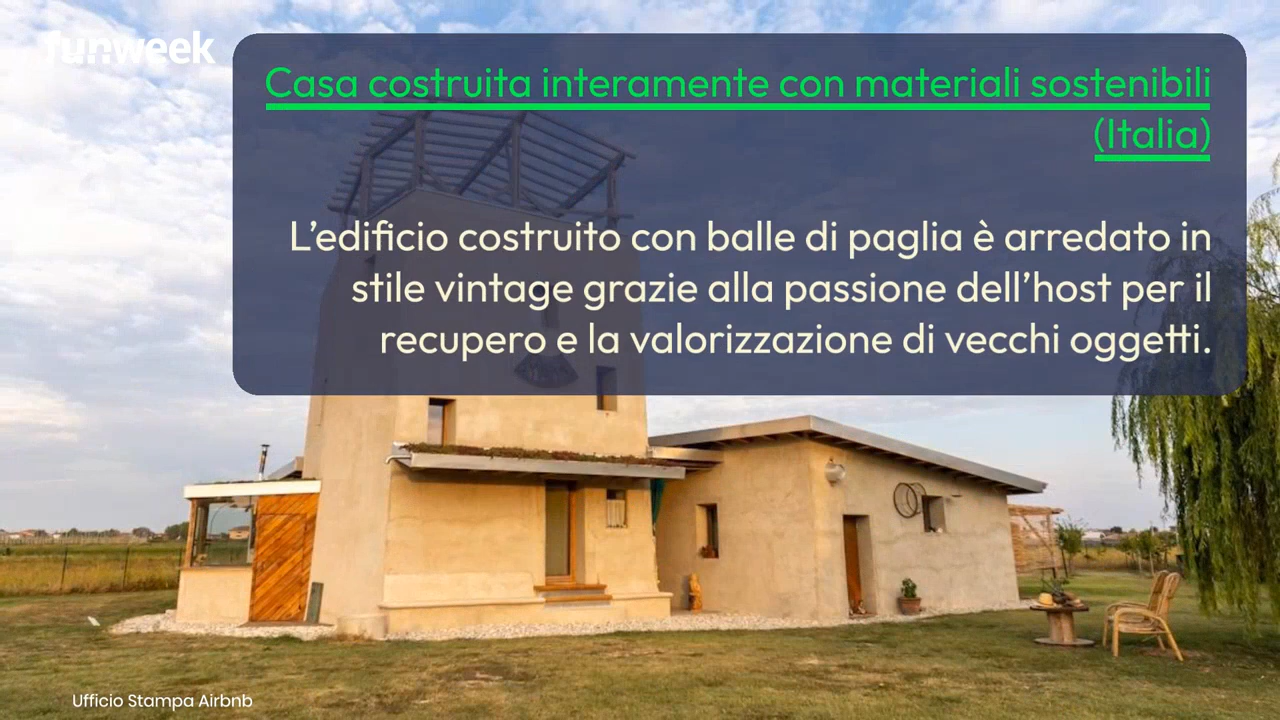 funweek
Casa costruita interamente con materiali sostenibili
(Italia)
L’edificio costruito con balle di paglia è arredato in
stile vintage grazie alla passione dell’host per il
recupero e la valorizzazione di vecchi oggetti.
Ufficio Stampa Airbnb